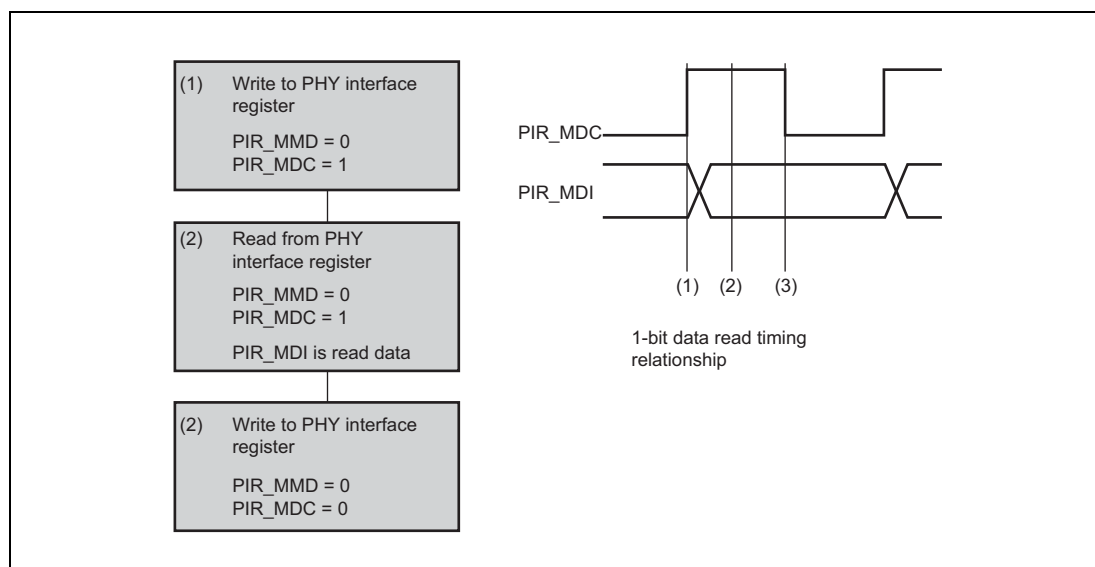 (1) Write to PHY interface
register
PIR_MMD = 0
PIR_MDC = 1
(2) Read from PHY
interface register
PIR_MMD = 0
PIR_MDC = 1
PIR_MDI is read data
(2) Write to PHY interface
register
PIR_MMD = 0
PIR_MDC = 0
PIR_MDC
PIR_MDI
(1) (2) (3)
1-bit data read timing
relationship